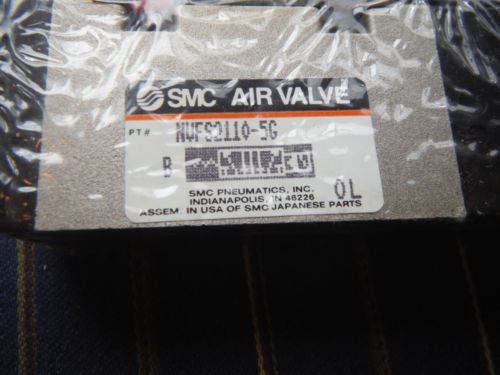 SMC AIR VALVE
PT # NVFS2110-5G
B
SMC PNEUMATICS, INC. OL
INDIANAPOLIS, IN 46226
ASSEM. IN USA OF SMC JAPANESE PARTS